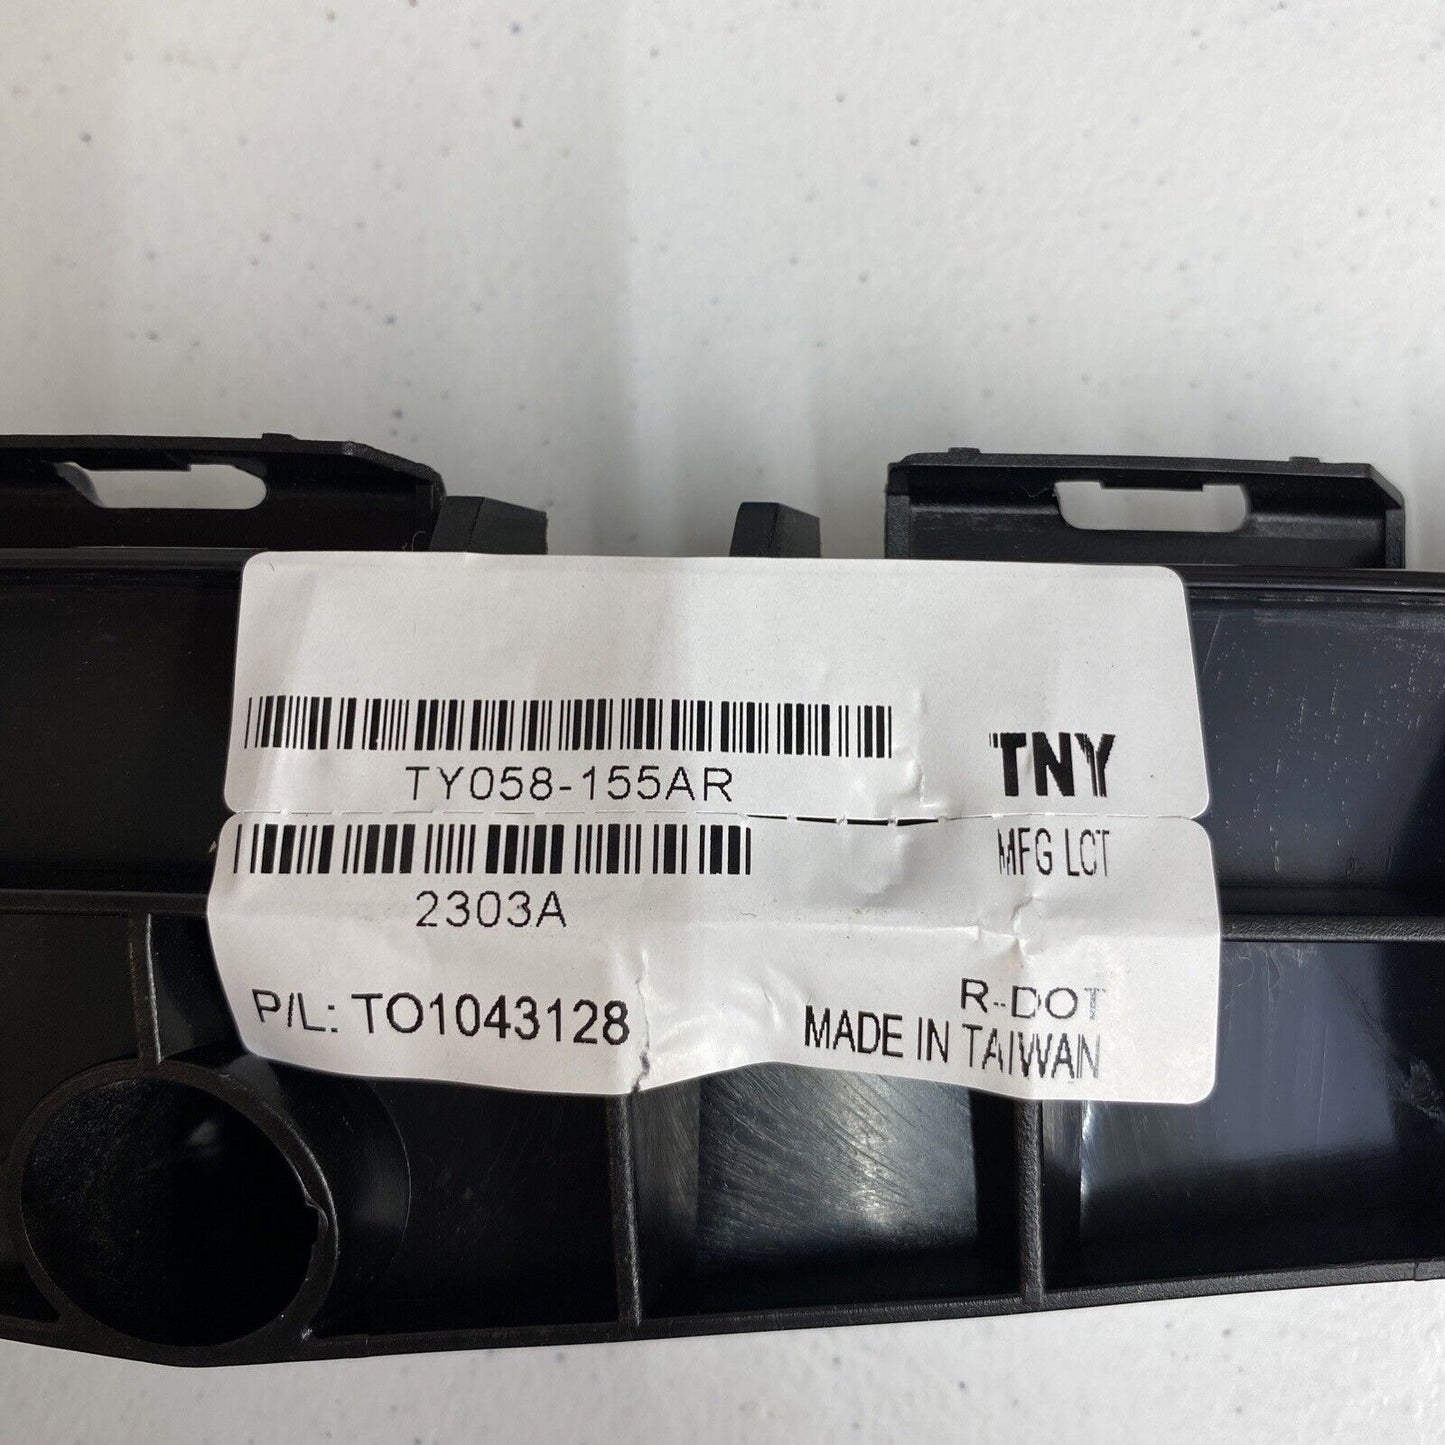 TY058-155AR
TNY
2303A
MFG LOT
P/L: TO1043128
R-DOT
MADE IN TAIWAN